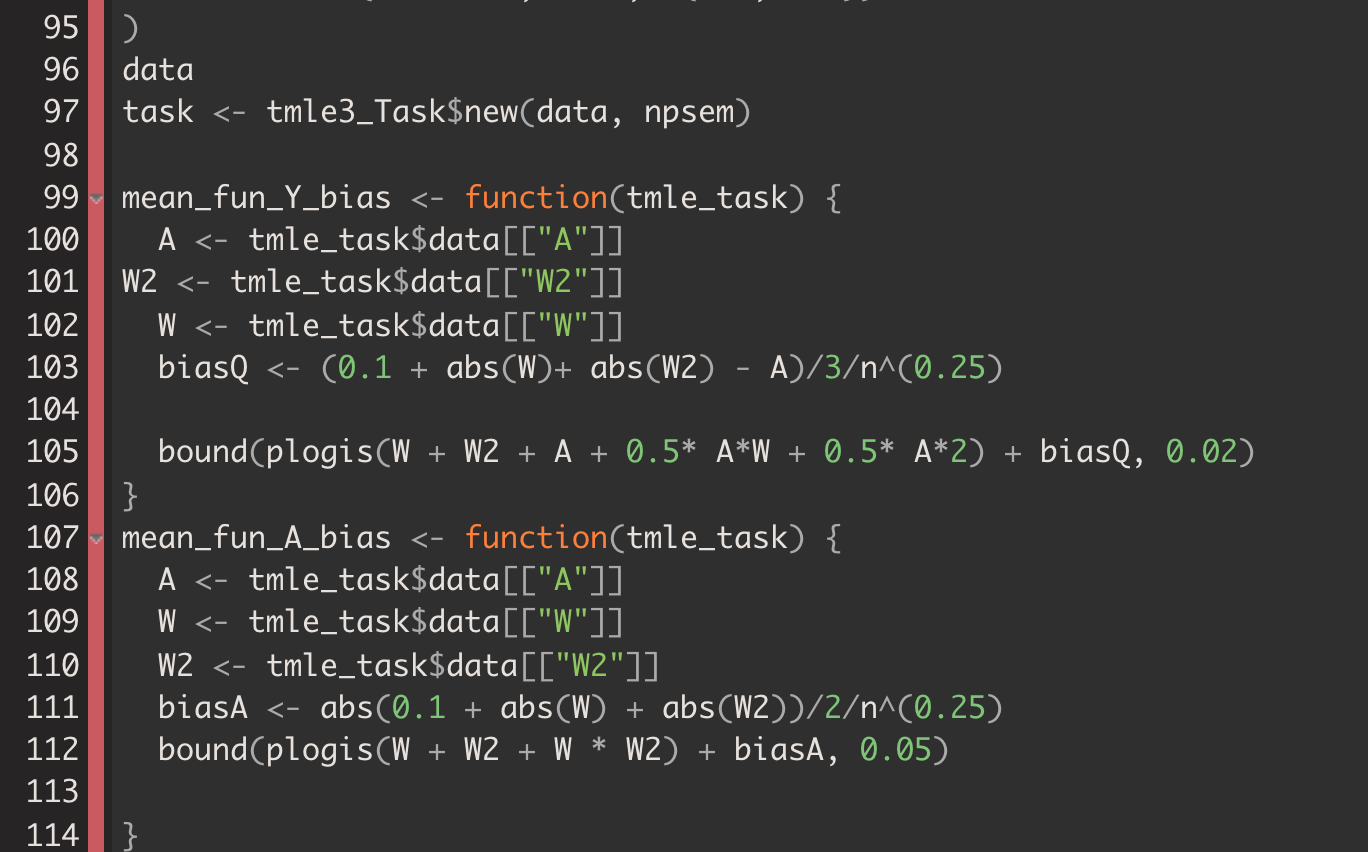 95 )
96 data
97 task <- tmle3_Task$new(data, npsem)
98
99 mean_fun_Y_bias <- function(tmle_task) {
100   A <- tmle_task$data[["A"]]
101 W2 <- tmle_task$data[["W2"]]
102   W <- tmle_task$data[["W"]]
103   biasQ <- (0.1 + abs(W)+ abs(W2) - A)/3/n^(0.25)
104
105   bound(plogis(W + W2 + A + 0.5* A*W + 0.5* A*2) + biasQ, 0.02)
106 }
107 mean_fun_A_bias <- function(tmle_task) {
108   A <- tmle_task$data[["A"]]
109   W <- tmle_task$data[["W"]]
110   W2 <- tmle_task$data[["W2"]]
111   biasA <- abs(0.1 + abs(W) + abs(W2))/2/n^(0.25)
112   bound(plogis(W + W2 + W * W2) + biasA, 0.05)
113
114 }